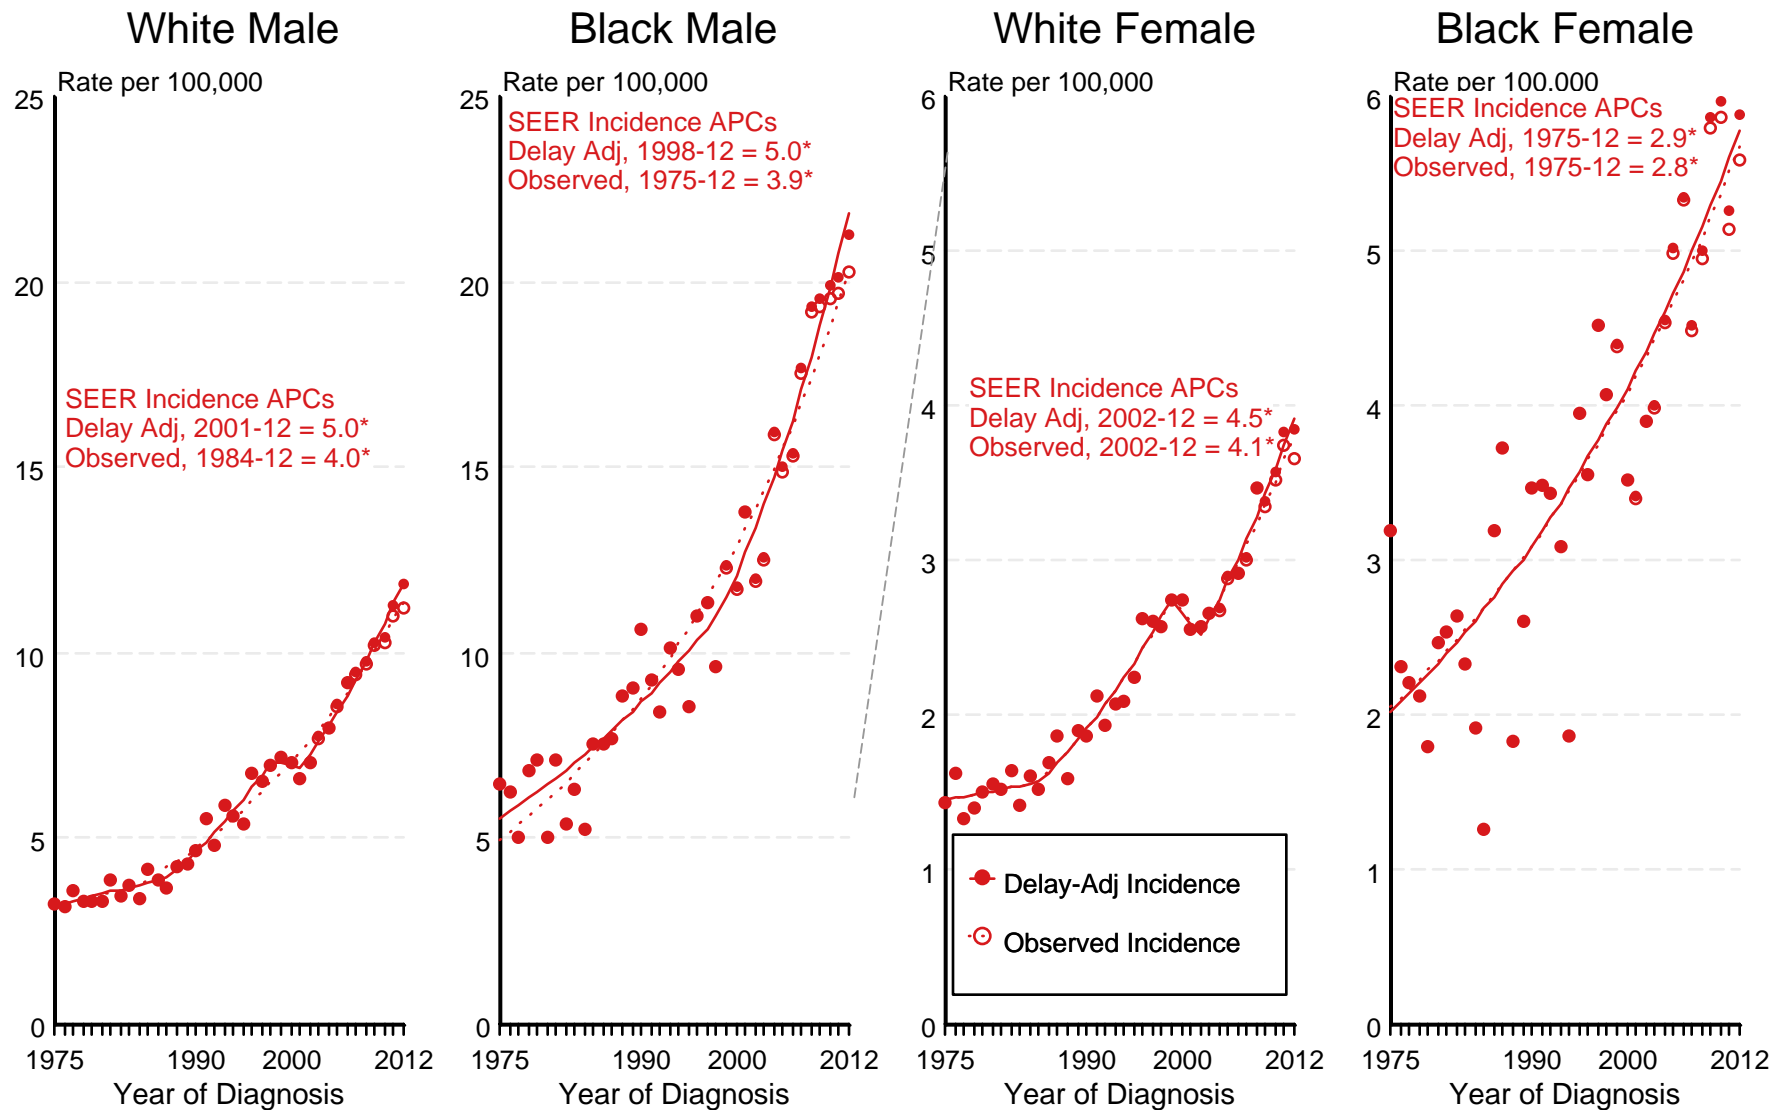 White Male
Rate per 100,000
25
20
15
10
5
0
SEER Incidence APCs
Delay Adj, 2001-12 = 5.0*
Observed, 1984-12 = 4.0*
1975
1990
2000
2012
Year of Diagnosis
Black Male
Rate per 100,000
25
20
15
10
5
0
SEER Incidence APCs
Delay Adj, 1998-12 = 5.0*
Observed, 1975-12 = 3.9*
1975
1990
2000
2012
Year of Diagnosis
White Female
Rate per 100,000
6
5
4
3
2
1
0
SEER Incidence APCs
Delay Adj, 2002-12 = 4.5*
Observed, 2002-12 = 4.1*
Delay-Adj Incidence
Observed Incidence
1975
1990
2000
2012
Year of Diagnosis
Black Female
Rate per 100,000
6
5
4
3
2
1
0
SEER Incidence APCs
Delay Adj, 1975-12 = 2.9*
Observed, 1975-12 = 2.8*
1975
1990
2000
2012
Year of Diagnosis